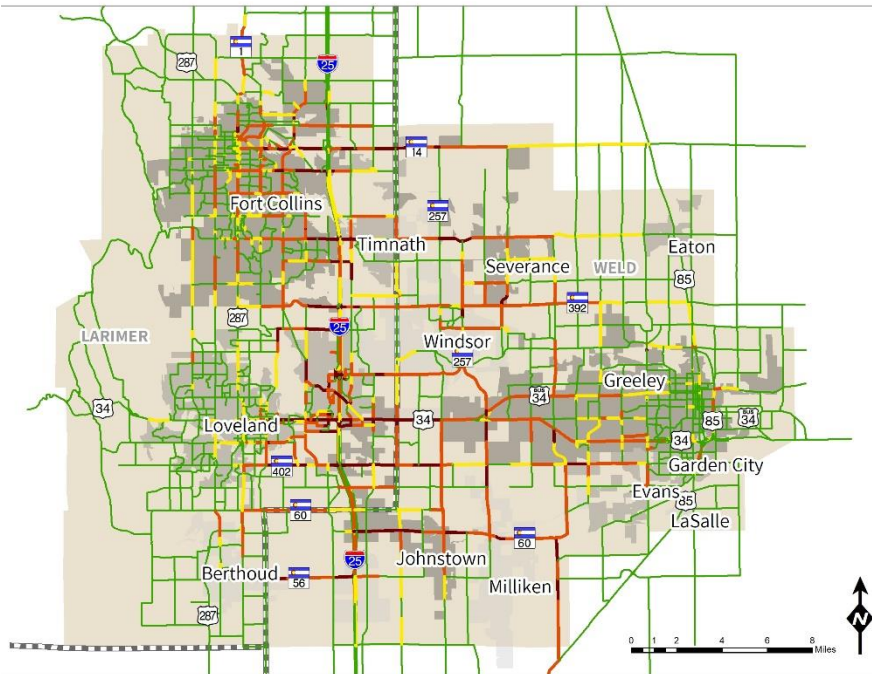 1
287
25
14
Fort Collins
257
Timnath
Eaton
Severance
WELD
85
392
287
25
LARIMER
Windsor
257
Greeley
34
BUS
34
34
85
BUS
34
Loveland
34
402
Garden City
Evans
85
60
LaSalle
60
25
Johnstown
Berthoud
56
Milliken
287
N
0 1 2 4 6 8
Miles